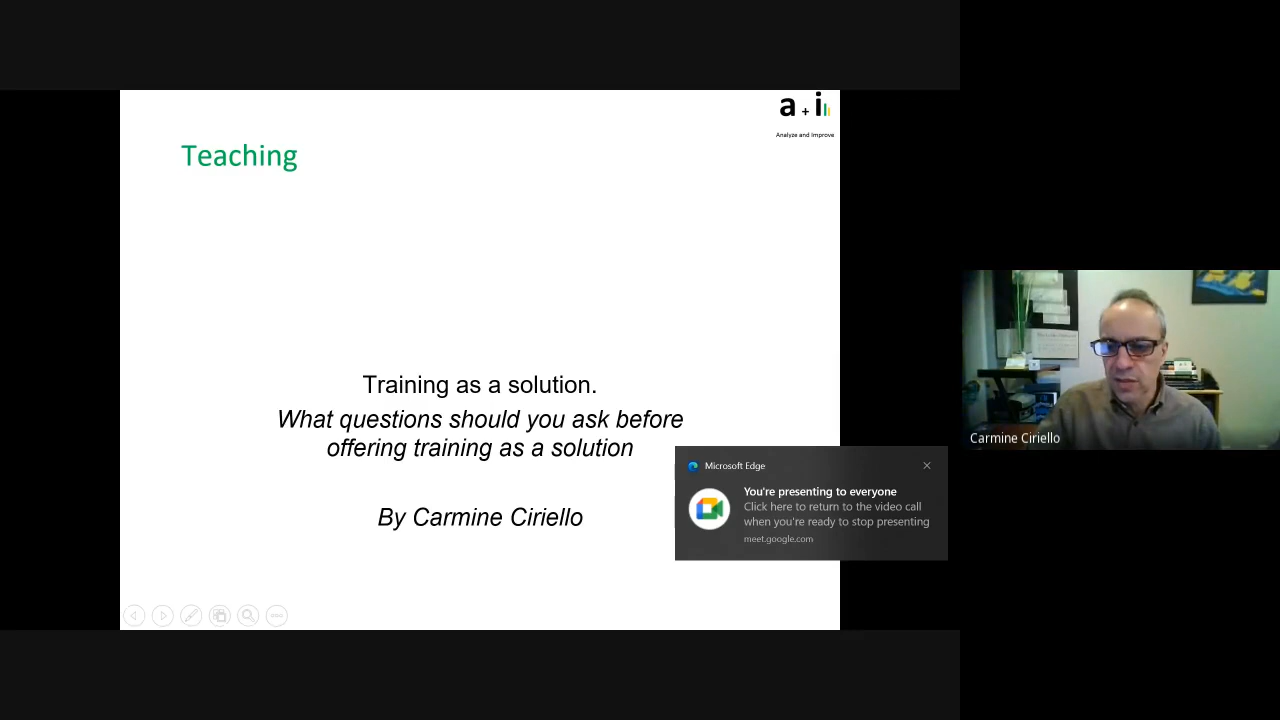 a + i
Analyze and Improve
Teaching
Training as a solution.
What questions should you ask before
offering training as a solution
By Carmine Ciriello
Microsoft Edge
You're presenting to everyone
Click here to return to the video call
when you're ready to stop presenting
meet.google.com
Carmine Ciriello